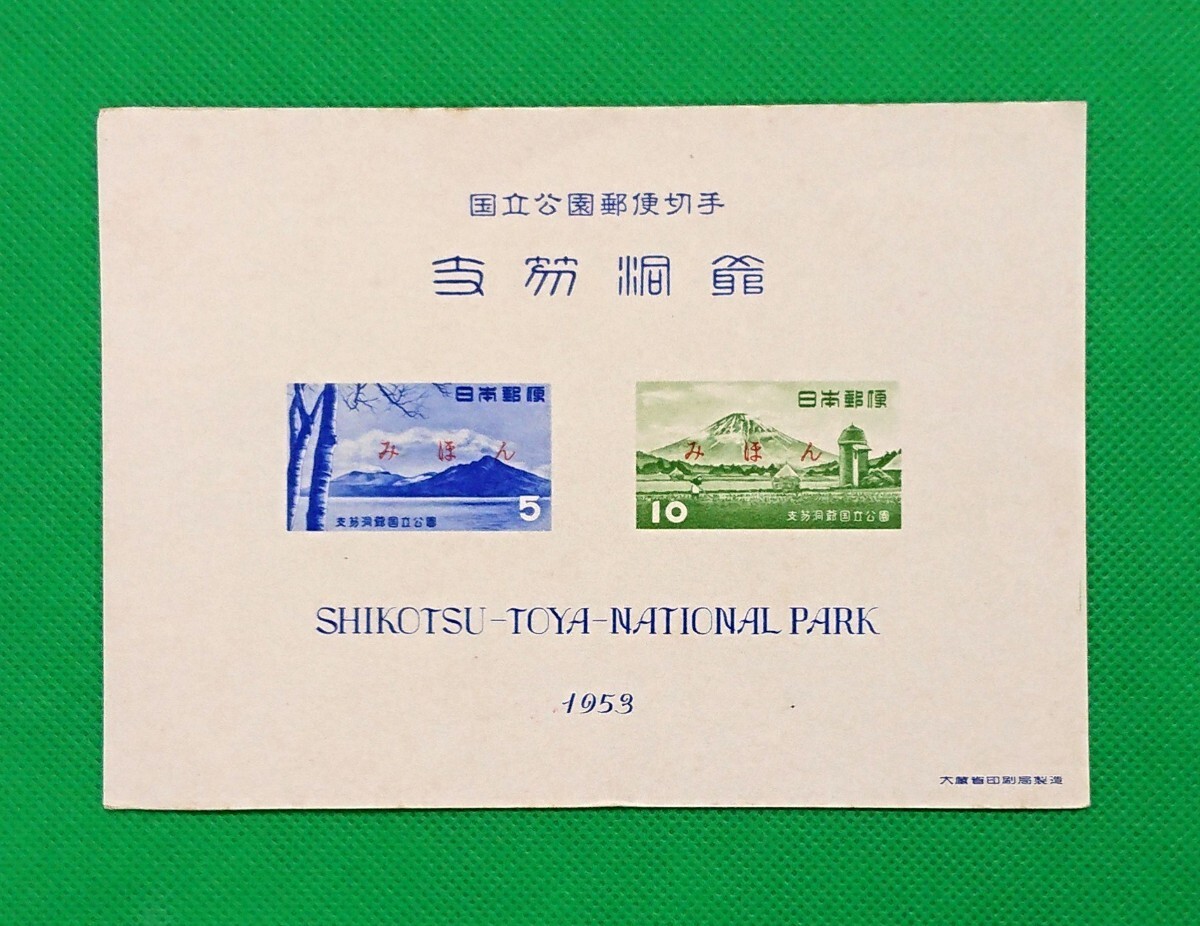 国立公園郵便切手
支笏洞爺
日本郵便
みほん
5
支笏洞爺国立公園
日本郵便
みほん
10
支笏洞爺国立公園
SHIKOTSU-TOYA-NATIONAL PARK
1953
大蔵省印刷局製造